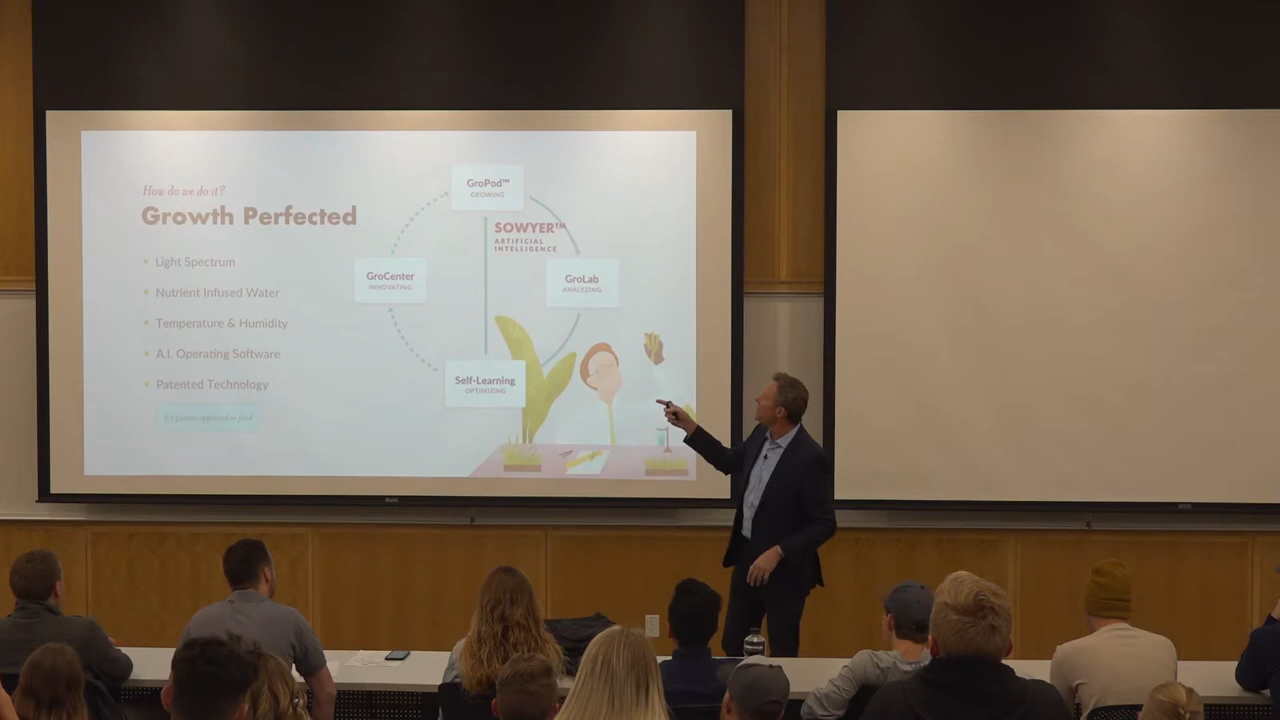 How do we do it?
Growth Perfected
Light Spectrum
Nutrient Infused Water
Temperature & Humidity
A.I. Operating Software
Patented Technology
GroPod™
GROWING
SOWYER™
ARTIFICIAL
INTELLIGENCE
GroCenter
INNOVATING
GroLab
ANALYZING
Self-Learning
OPTIMIZING